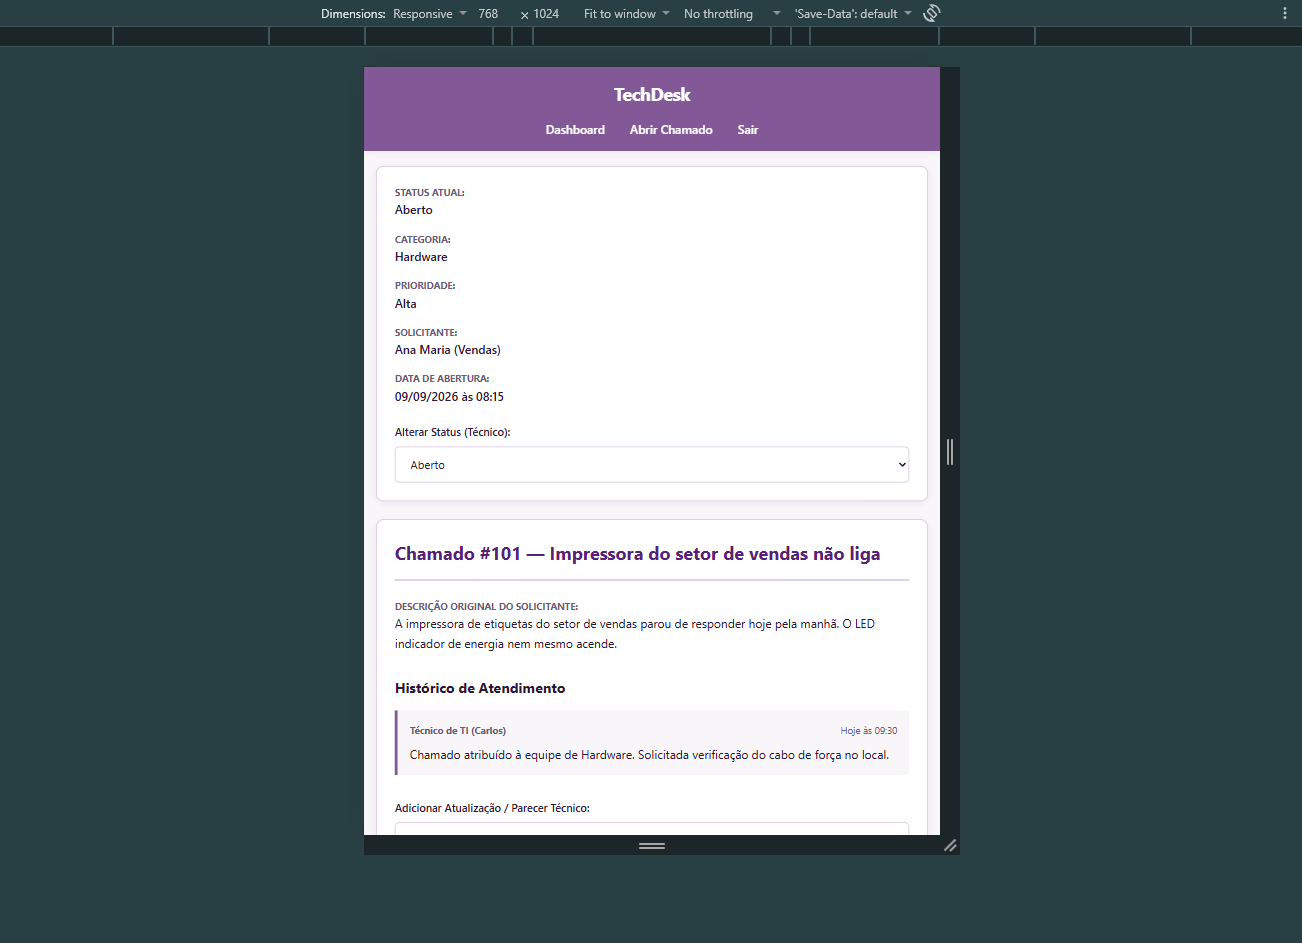 Dimensions: Responsive 768 × 1024 Fit to window No throttling 'Save-Data': default
TechDesk
Dashboard Abrir Chamado Sair
STATUS ATUAL:
Aberto
CATEGORIA:
Hardware
PRIORIDADE:
Alta
SOLICITANTE:
Ana Maria (Vendas)
DATA DE ABERTURA:
09/09/2026 às 08:15
Alterar Status (Técnico):
Aberto
Chamado #101 — Impressora do setor de vendas não liga
DESCRIÇÃO ORIGINAL DO SOLICITANTE:
A impressora de etiquetas do setor de vendas parou de responder hoje pela manhã. O LED
indicador de energia nem mesmo acende.
Histórico de Atendimento
Técnico de TI (Carlos) Hoje às 09:30
Chamado atribuído à equipe de Hardware. Solicitada verificação do cabo de força no local.
Adicionar Atualização / Parecer Técnico: